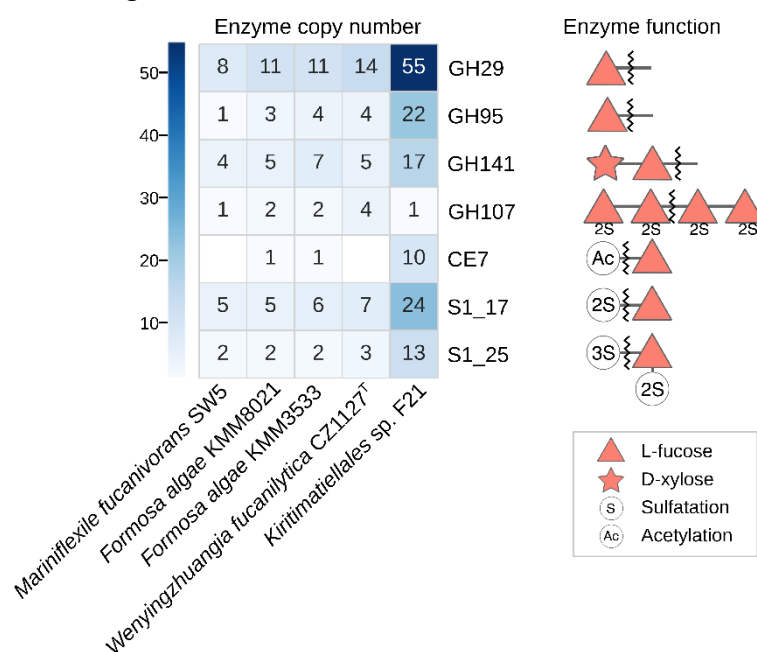 Enzyme copy number
Enzyme function
50
40
30
20
10
8 11 11 14 55 GH29
1 3 4 4 22 GH95
4 5 7 5 17 GH141
1 2 2 4 1 GH107
2S 2S 2S 2S
1 1 10 CE7
Ac
5 5 6 7 24 S1_17
2S
2 2 2 3 13 S1_25
3S
2S
Mariniflexile fucanivorans SW5
Formosa algae KMM8021
Formosa algae KMM3533
Wenyingzhuangia fucanilytica CZ1127ᵀ
Kiritimatiellales sp. F21
L-fucose
D-xylose
S Sulfatation
Ac Acetylation